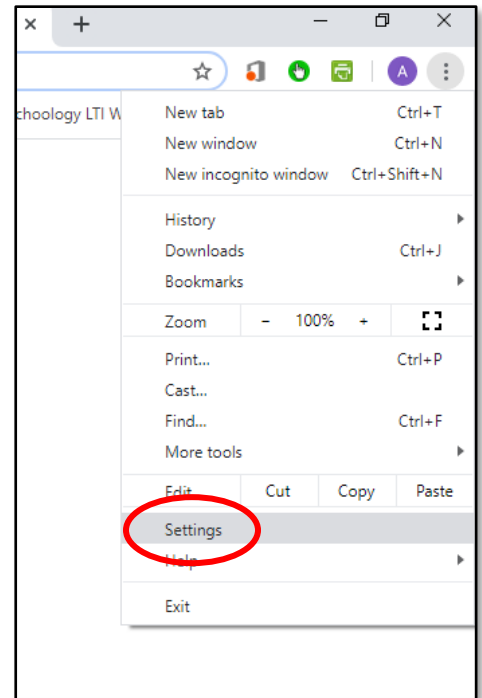 A
choology LTI W
New tab Ctrl+T
New window Ctrl+N
New incognito window Ctrl+Shift+N
History
Downloads Ctrl+J
Bookmarks
Zoom - 100% +
Print... Ctrl+P
Cast...
Find... Ctrl+F
More tools
Edit Cut Copy Paste
Settings
Help
Exit